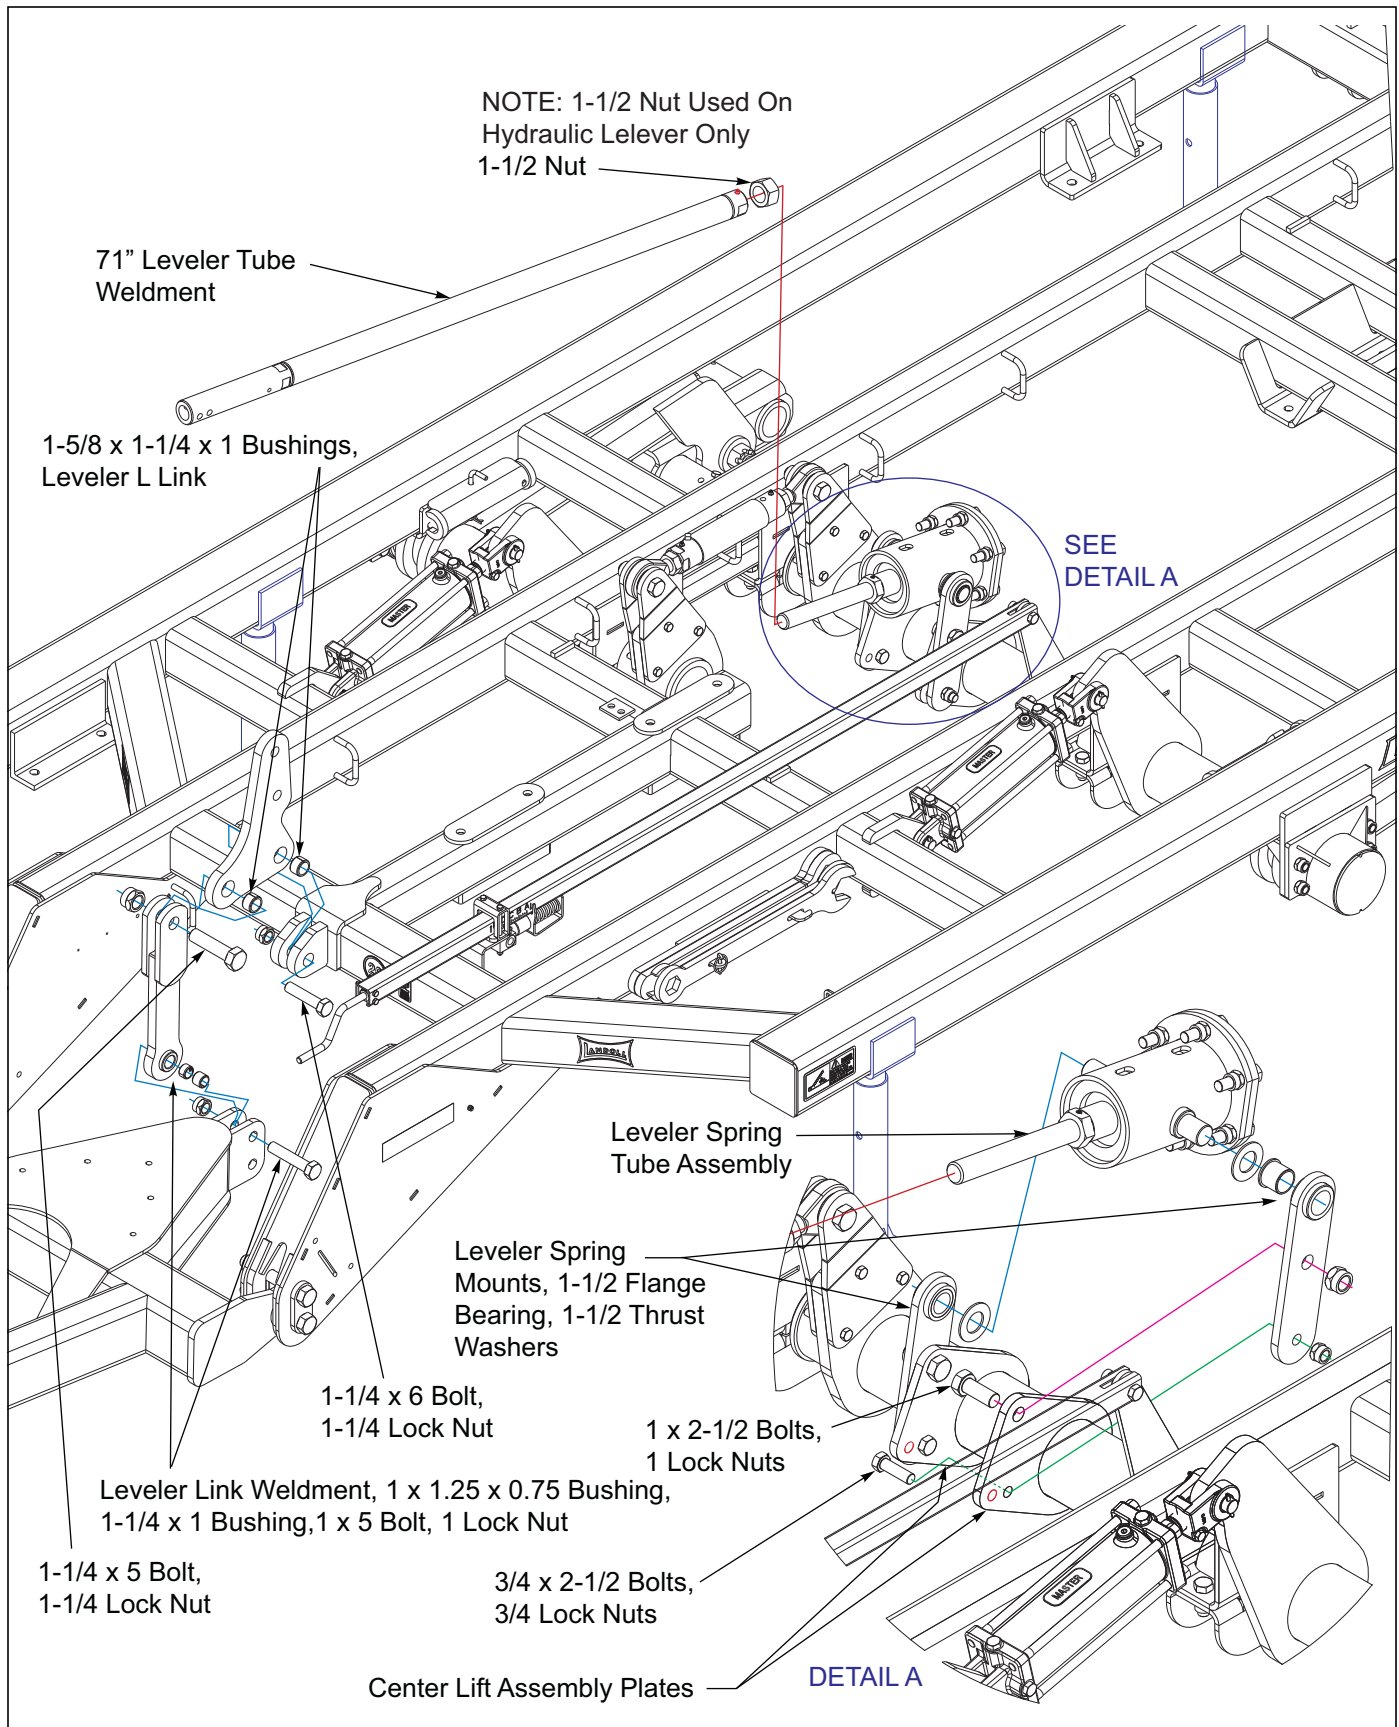 NOTE: 1-1/2 Nut Used On
Hydraulic Lelever Only
1-1/2 Nut
71” Leveler Tube
Weldment
1-5/8 x 1-1/4 x 1 Bushings,
Leveler L Link
SEE
DETAIL A
MASTER
MASTER
LANDOLL
Leveler Spring
Tube Assembly
Leveler Spring
Mounts, 1-1/2 Flange
Bearing, 1-1/2 Thrust
Washers
1-1/4 x 6 Bolt,
1-1/4 Lock Nut
1 x 2-1/2 Bolts,
1 Lock Nuts
Leveler Link Weldment, 1 x 1.25 x 0.75 Bushing,
1-1/4 x 1 Bushing,1 x 5 Bolt, 1 Lock Nut
1-1/4 x 5 Bolt,
1-1/4 Lock Nut
3/4 x 2-1/2 Bolts,
3/4 Lock Nuts
MASTER
Center Lift Assembly Plates
DETAIL A